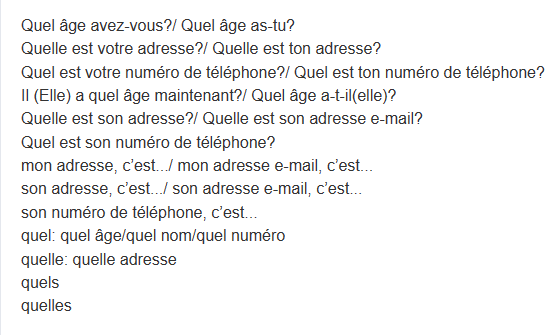 Quel âge avez-vous?/ Quel âge as-tu?
Quelle est votre adresse?/ Quelle est ton adresse?
Quel est votre numéro de téléphone?/ Quel est ton numéro de téléphone?
Il (Elle) a quel âge maintenant?/ Quel âge a-t-il(elle)?
Quelle est son adresse?/ Quelle est son adresse e-mail?
Quel est son numéro de téléphone?
mon adresse, c’est.../ mon adresse e-mail, c’est...
son adresse, c’est.../ son adresse e-mail, c’est...
son numéro de téléphone, c’est...
quel: quel âge/quel nom/quel numéro
quelle: quelle adresse
quels
quelles